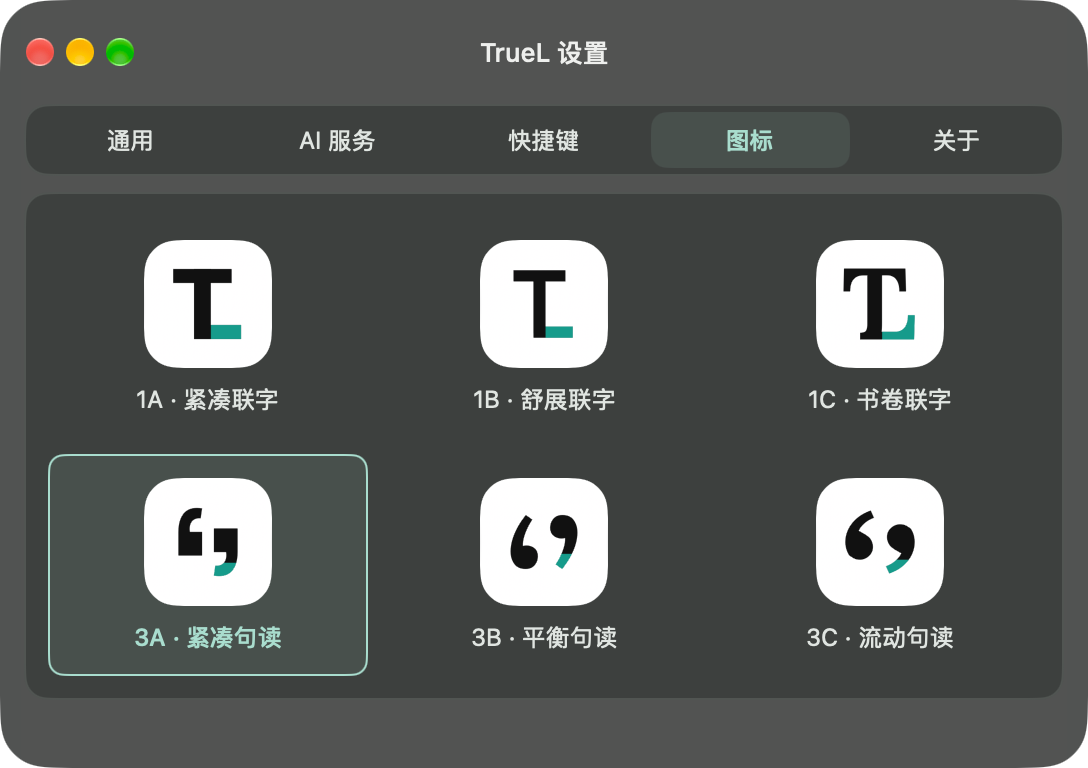 TrueL 设置
通用 AI 服务 快捷键 图标 关于
1A · 紧凑联字 1B · 舒展联字 1C · 书卷联字
3A · 紧凑句读 3B · 平衡句读 3C · 流动句读